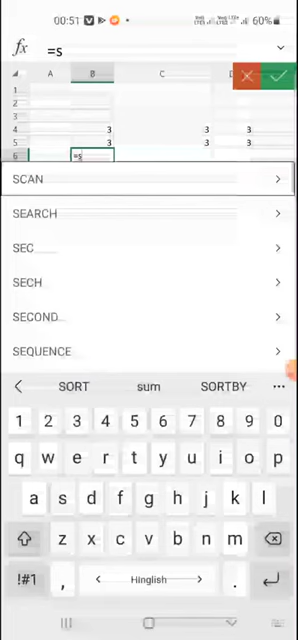 00:51 60%
fx =s
A B C D
1
2
3
4 3 3 3
5 3 3 3
6 =s
SCAN
SEARCH
SEC
SECH
SECOND
SEQUENCE
SORT sum SORTBY
1 2 3 4 5 6 7 8 9 0
q w e r t y u i o p
a s d f g h j k l
z x c v b n m
!#1 , Hinglish .